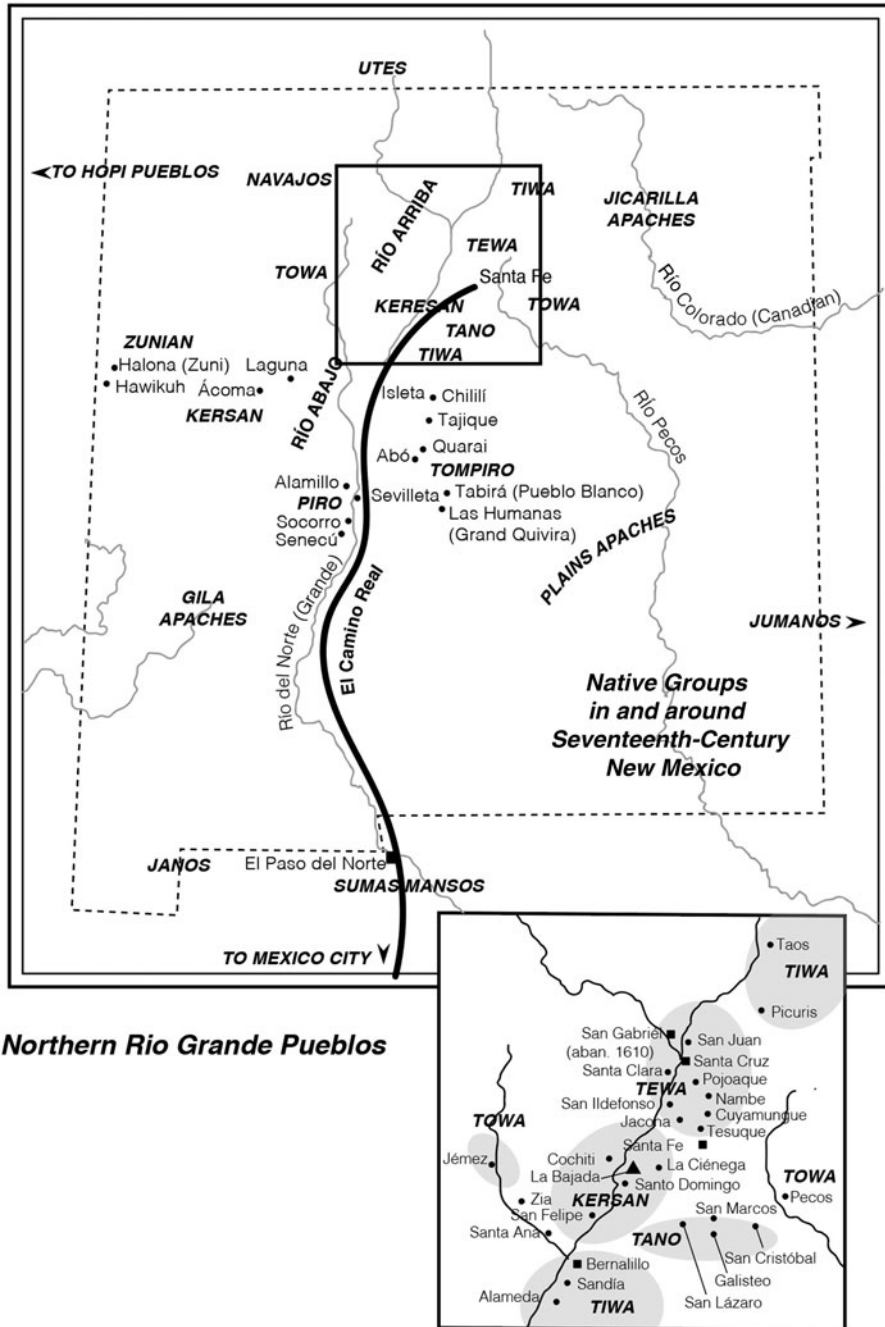 UTES
TO HOPI PUEBLOS
NAVAJOS
TIWA
JICARILLA
APACHES
RÍO ARRIBA
TEWA
TOWA
Santa Fe
Río Colorado (Canadian)
KERESAN
TOWA
TANO
TIWA
ZUNIAN
Halona (Zuni)
Laguna
Hawikuh
Ácoma
KERSAN
RÍO ABAJO
Isleta
Chililí
Tajique
RÍO Pecos
Quarai
Abó
TOMPIRO
Alamillo
PIRO
Sevilleta
Tabirá (Pueblo Blanco)
Las Humanas
(Grand Quivira)
Socorro
Senecú
PLAINS APACHES
GILA
APACHES
Río del Norte (Grande)
El Camino Real
JUMANOS
Native Groups
in and around
Seventeenth-Century
New Mexico
JANOS
El Paso del Norte
SUMAS MANSOS
TO MEXICO CITY
Northern Rio Grande Pueblos
Taos
TIWA
Picuris
San Gabriel
(aban. 1610)
San Juan
Santa Cruz
Santa Clara
Pojoaque
TEWA
Nambe
San Ildefonso
Cuyamungue
Jacona
Tesuque
TOWA
Santa Fe
Jémez
Cochiti
La Ciénega
La Bajada
Santo Domingo
TOWA
Pecos
Zia
KERSAN
San Felipe
San Marcos
Santa Ana
TANO
San Cristóbal
Bernalillo
Galisteo
Sandía
San Lázaro
Alameda
TIWA